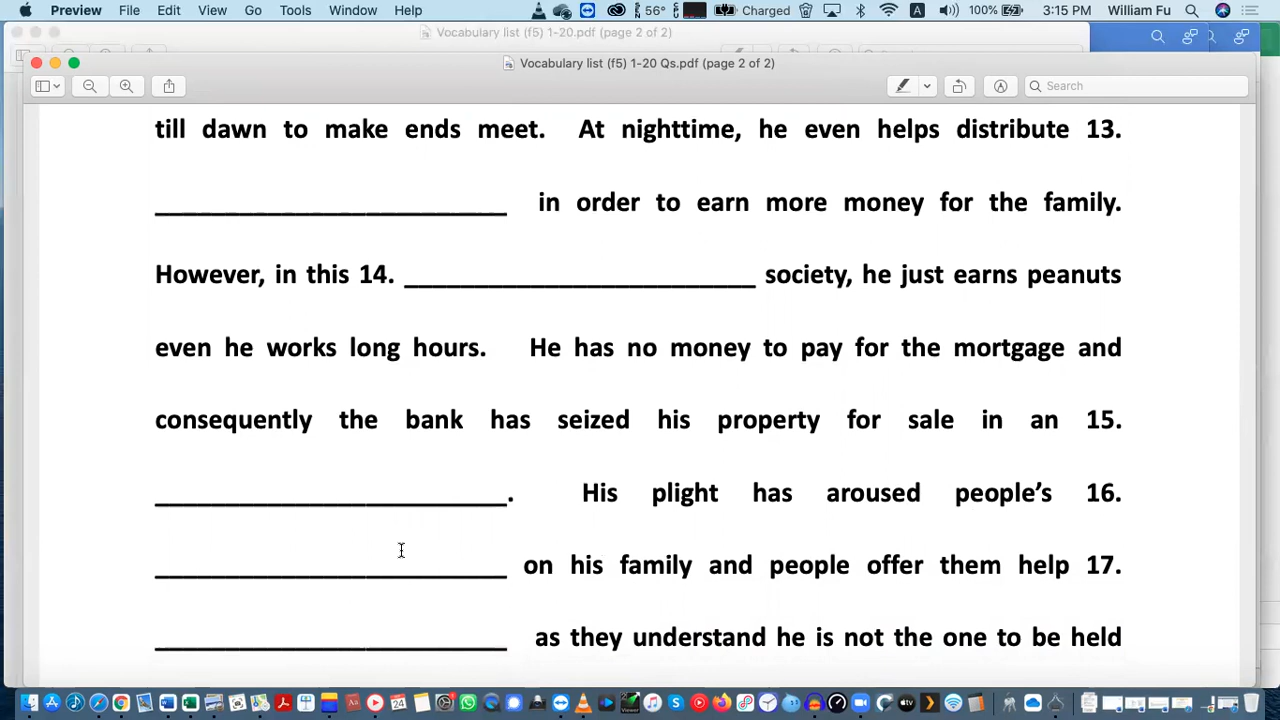 Preview File Edit View Go Tools Window Help 56° Charged A 100% 3:15 PM William Fu
Vocabulary list (f5) 1-20.pdf (page 2 of 2)
Vocabulary list (f5) 1-20 Qs.pdf (page 2 of 2)
Search
till dawn to make ends meet. At nighttime, he even helps distribute 13.
_________________________ in order to earn more money for the family.
However, in this 14. _________________________ society, he just earns peanuts
even he works long hours. He has no money to pay for the mortgage and
consequently the bank has seized his property for sale in an 15.
_________________________. His plight has aroused people’s 16.
_________________________ on his family and people offer them help 17.
_________________________ as they understand he is not the one to be held